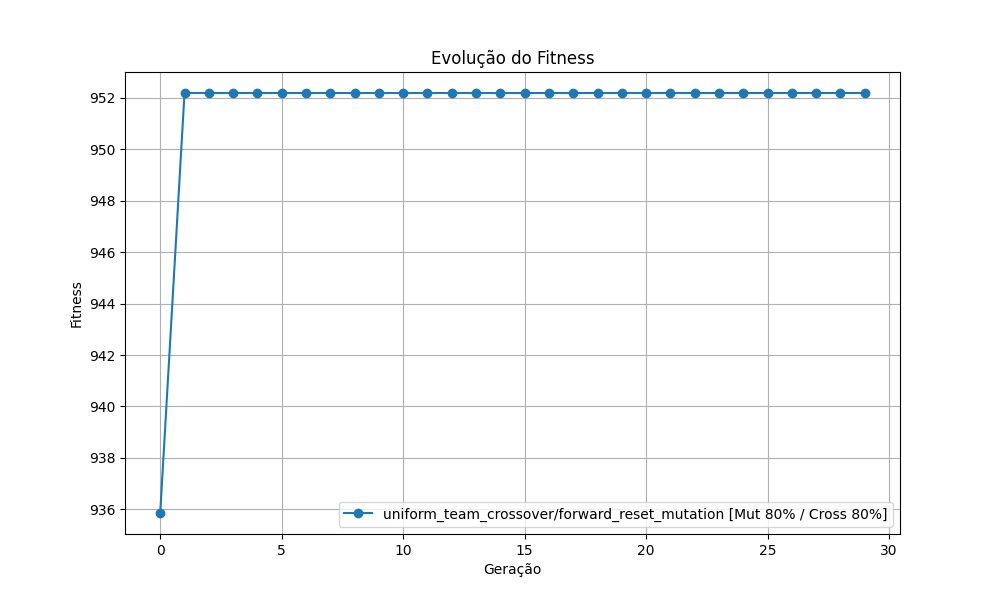 Evolução do Fitness
Fitness
952
950
948
946
944
942
940
938
936
uniform_team_crossover/forward_reset_mutation [Mut 80% / Cross 80%]
0 5 10 15 20 25 30
Geração